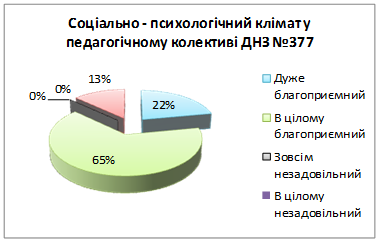 Соціально - психологічний клімат у
педагогічному колективі ДНЗ №377
0%
0%
13%
22%
65%
Дуже
благоприємний
В цілому
благоприємний
Зовсім
незадовільний
В цілому
незадовільний